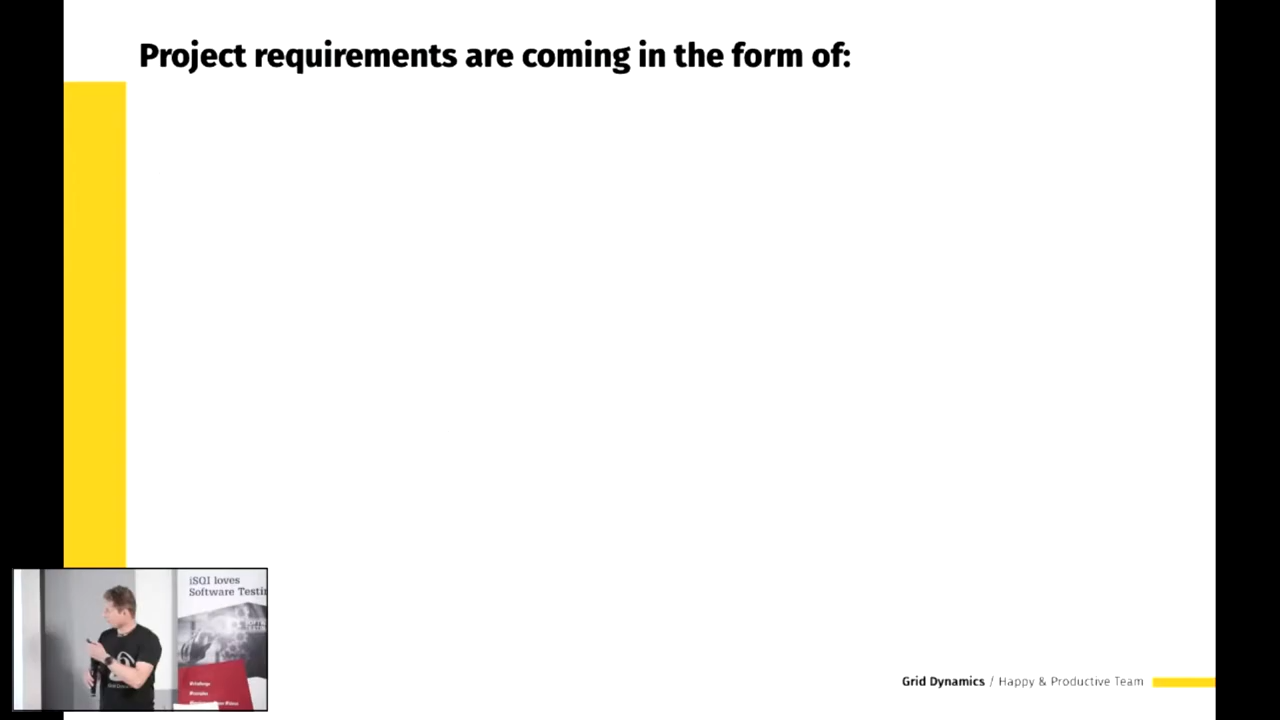 Project requirements are coming in the form of:
iSQI loves
Software Testi
Grid Dynamics / Happy & Productive Team